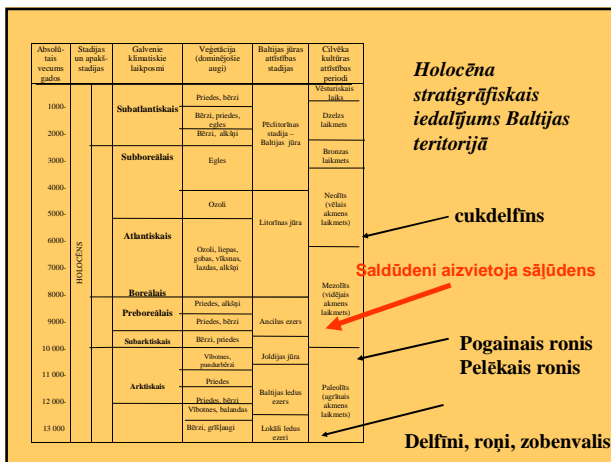 Absolū-
tais
vecums
gados
Stadijas
un apakš-
stadijas
Galvenie
klimatiskie
laikposmi
Veģetācija
(dominējošie
augi)
Baltijas jūras
attīstības
stadijas
Cilvēka
kultūras
attīstības
periodi
1000-
2000-
3000-
4000-
5000-
6000-
7000-
8000-
9000-
10 000-
11 000-
12 000-
13 000
HOLOCĒNS
Subatlantiskais
Subboreālais
Atlantiskais
Boreālais
Preboreālais
Subarktiskais
Arktiskais
Priedes, bērzi
Bērzi, priedes,
egles
Bērzi, alkšņi
Egles
Ozoli
Ozoli, liepas,
gobas, vīksnas,
lazdas, alkšņi
Priedes, alkšņi
Priedes, bērzi
Bērzi, priedes
Vībotnes,
pundurbērzi
Priedes
Priedes, bērzi
Vībotnes, balandas
Bērzi, grīšļaugi
Pēclitorīnas
stadija –
Baltijas jūra
Litorīnas jūra
Ancilus ezers
Joldijas jūra
Baltijas ledus
ezers
Lokāli ledus
ezeri
Vēsturiskais
laiks
Dzelzs
laikmets
Bronzas
laikmets
Neolīts
(vēlais
akmens
laikmets)
Mezolīts
(vidējais
akmens
laikmets)
Paleolīts
(agrīnais
akmens
laikmets)
Holocēna
stratigrāfiskais
iedalījums Baltijas
teritorijā
cukdelfīns
Saldūdeni aizvietoja sāļūdens
Pogainais ronis
Pelēkais ronis
Delfīni, roņi, zobenvalis